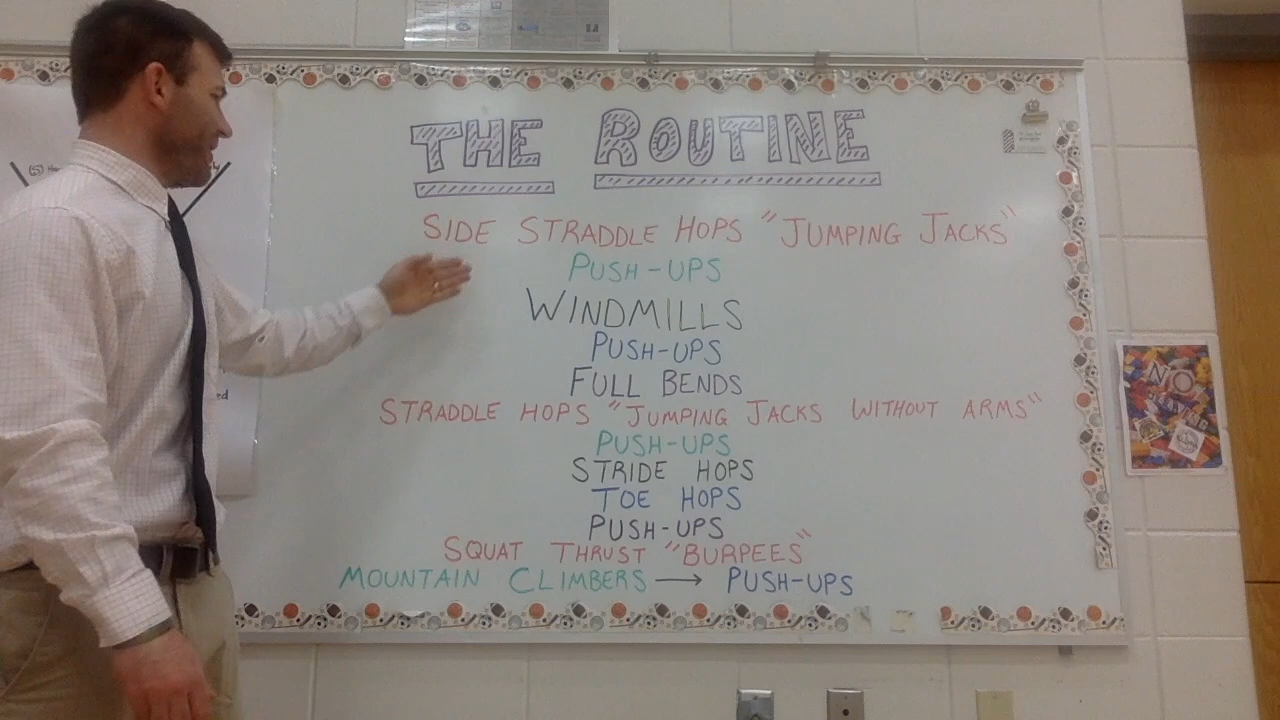 THE ROUTINE
SIDE STRADDLE HOPS "JUMPING JACKS"
PUSH-UPS
WINDMILLS
PUSH-UPS
FULL BENDS
STRADDLE HOPS "JUMPING JACKS WITHOUT ARMS"
PUSH-UPS
STRIDE HOPS
TOE HOPS
PUSH-UPS
SQUAT THRUST "BURPEES"
MOUNTAIN CLIMBERS → PUSH-UPS
(5)
NO